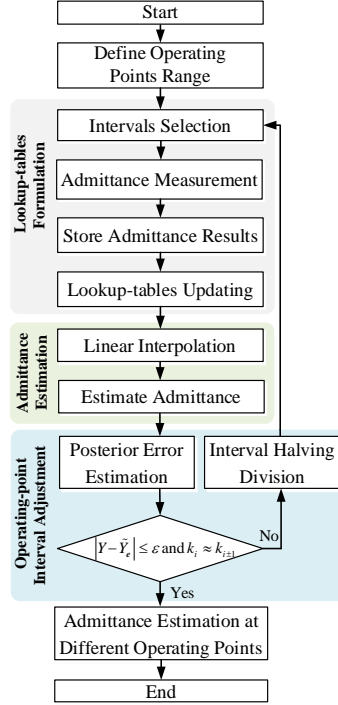 Start
Define Operating
Points Range
Lookup-tables
Formulation
Intervals Selection
Admittance Measurement
Store Admittance Results
Lookup-tables Updating
Admittance
Estimation
Linear Interpolation
Estimate Admittance
Operating-point
Interval Adjustment
Posterior Error
Estimation
Interval Halving
Division
|Y−Ỹₑ| ≤ ε and kᵢ ≈ kᵢ±₁
No
Yes
Admittance Estimation at
Different Operating Points
End